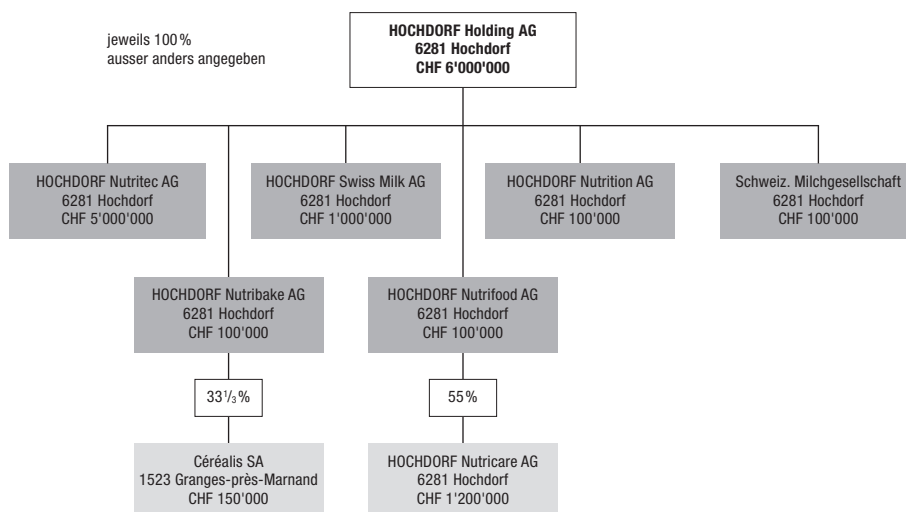 jeweils 100 %
ausser anders angegeben
HOCHDORF Holding AG
6281 Hochdorf
CHF 6'000'000
HOCHDORF Nutritec AG
6281 Hochdorf
CHF 5'000'000
HOCHDORF Swiss Milk AG
6281 Hochdorf
CHF 1'000'000
HOCHDORF Nutrition AG
6281 Hochdorf
CHF 100'000
Schweiz. Milchgesellschaft
6281 Hochdorf
CHF 100'000
HOCHDORF Nutribake AG
6281 Hochdorf
CHF 100'000
HOCHDORF Nutrifood AG
6281 Hochdorf
CHF 100'000
33 1/3 %
55 %
Céréalis SA
1523 Granges-près-Marnand
CHF 150'000
HOCHDORF Nutricare AG
6281 Hochdorf
CHF 1'200'000